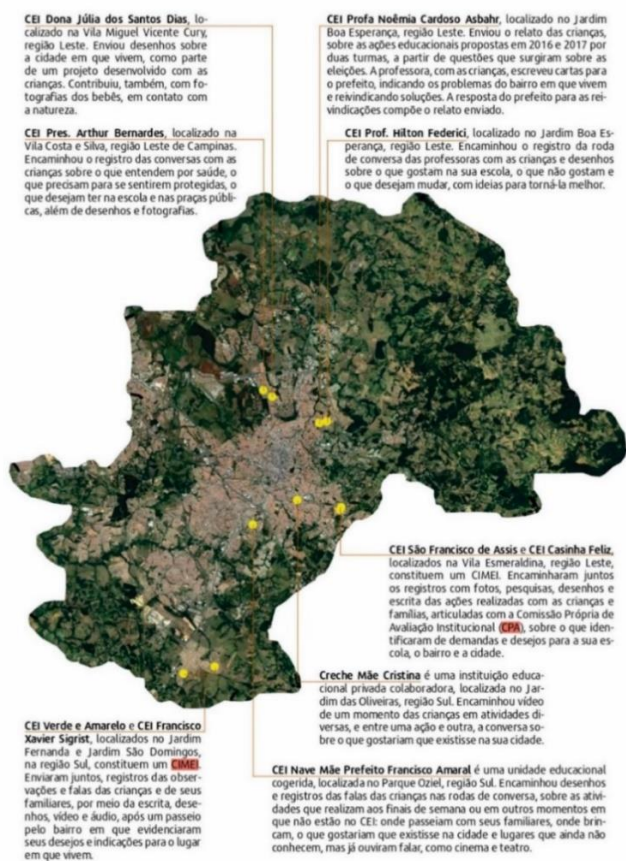 CEI Dona Júlia dos Santos Dias, lo-
calizado na Vila Miguel Vicente Cury,
região Leste. Enviou desenhos sobre
a cidade em que vivem, como parte
de um projeto desenvolvido com as
crianças. Contribuiu, também, com fo-
tografias dos bebês, em contato com
a natureza.
CEI Pres. Arthur Bernardes, localizado na
Vila Costa e Silva, região Leste de Campinas.
Encaminhou o registro das conversas com as
crianças sobre o que entendem por saúde, o
que precisam para se sentirem protegidas, o
que desejam ter na escola e nas praças públi-
cas, além de desenhos e fotografias.
CEI Profa Noêmia Cardoso Asbahr, localizado no Jardim
Boa Esperança, região Leste. Enviou o relato das crianças,
sobre as ações educacionais propostas em 2016 e 2017 por
duas turmas, a partir de questões que surgiram sobre as
eleições. A professora, com as crianças, escreveu cartas para
o prefeito, indicando os problemas do bairro em que vivem
e reivindicando soluções. A resposta do prefeito para as rei-
vindicações compõe o relato enviado.
CEI Prof. Hilton Federici, localizado no Jardim Boa Es-
perança, região Leste. Encaminhou o registro da roda
de conversa das professoras com as crianças e desenhos
sobre o que gostam na sua escola, o que não gostam e
o que desejam mudar, com ideias para torná-la melhor.
CEI São Francisco de Assis e CEI Casinha Feliz,
localizados na Vila Esmeraldina, região Leste,
constituem um CIMEI. Encaminharam juntos
os registros com fotos, pesquisas, desenhos e
escrita das ações realizadas com as crianças e
famílias, articuladas com a Comissão Própria de
Avaliação Institucional (CPA), sobre o que iden-
tificaram de demandas e desejos para a sua es-
cola, o bairro e a cidade.
Creche Mãe Cristina é uma instituição educa-
cional privada colaboradora, localizada no Jar-
dim das Oliveiras, região Sul. Encaminhou vídeo
de um momento das crianças em atividades di-
versas, e entre uma ação e outra, a conversa so-
bre o que gostariam que existisse na sua cidade.
CEI Verde e Amarelo e CEI Francisco
Xavier Sigrist, localizados no Jardim
Fernanda e Jardim São Domingos,
na região Sul, constituem um CIMEI.
Enviaram juntos, registros das obser-
vações e falas das crianças e de seus
familiares, por meio da escrita, dese-
nhos, vídeo e áudio, após um passeio
pelo bairro em que evidenciaram
seus desejos e indicações para o lugar
em que vivem.
CEI Nave Mãe Prefeito Francisco Amaral é uma unidade educacional
cogerida, localizada no Parque Oziel, região Sul. Encaminhou desenhos
e registros das falas das crianças nas rodas de conversa, sobre as ativi-
dades que realizam aos finais de semana ou em outros momentos em
que não estão no CEI: onde passeiam com seus familiares, onde brin-
cam, o que gostariam que existisse na cidade e lugares que ainda não
conhecem, mas já ouviram falar, como cinema e teatro.